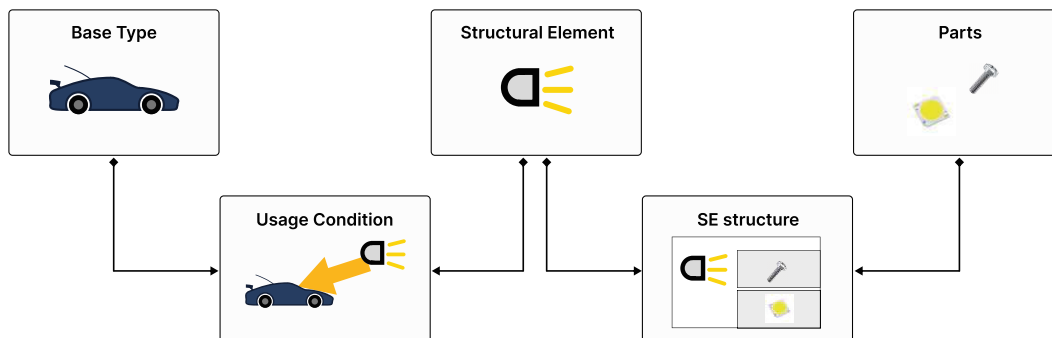 Base Type
Structural Element
Parts
Usage Condition
SE structure